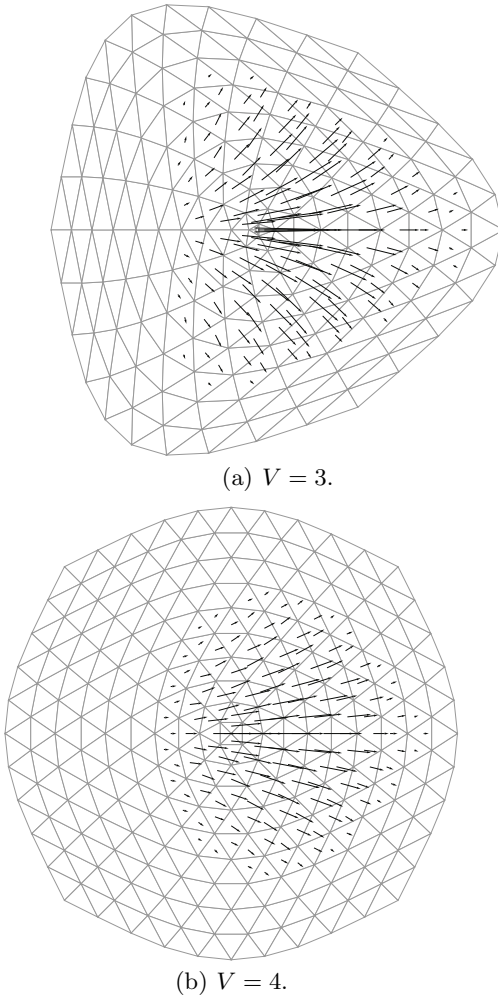 (a) V = 3.
(b) V = 4.